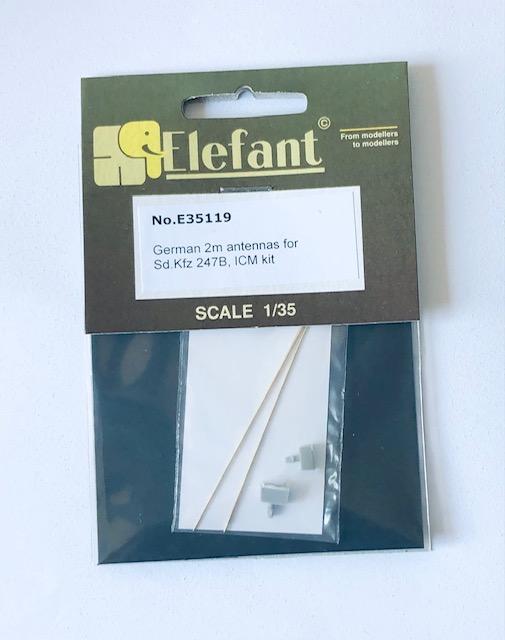 Elefant ©
From modellers
to modellers
No.E35119
German 2m antennas for
Sd.Kfz 247B, ICM kit
SCALE 1/35